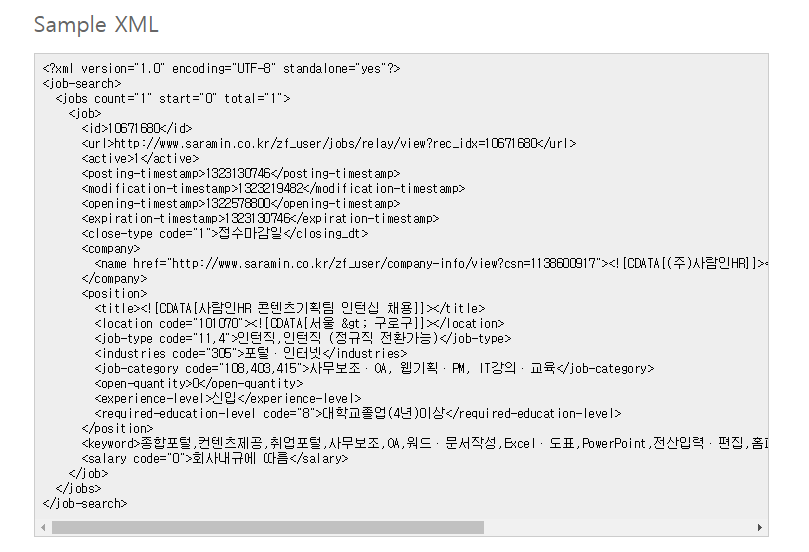 Sample XML
<?xml version="1.0" encoding="UTF-8" standalone="yes"?>
<job-search>
<jobs count="1" start="0" total="1">
<job>
<id>10671680</id>
<url>http://www.saramin.co.kr/zf_user/jobs/relay/view?rec_idx=10671680</url>
<active>1</active>
<posting-timestamp>1323130746</posting-timestamp>
<modification-timestamp>1323219482</modification-timestamp>
<opening-timestamp>1322578800</opening-timestamp>
<expiration-timestamp>1323130746</expiration-timestamp>
<close-type code="1">접수마감일</closing_dt>
<company>
<name href="http://www.saramin.co.kr/zf_user/company-info/view?csn=1138600917"><![CDATA[(주)사람인HR]]><
</company>
<position>
<title><![CDATA[사람인HR 콘텐츠기획팀 인턴십 채용]]></title>
<location code="101070"><![CDATA[서울 &gt; 구로구]]></location>
<job-type code="11,4">인턴직,인턴직 (정규직 전환가능)</job-type>
<industries code="305">포털·인터넷</industries>
<job-category code="108,403,415">사무보조·OA, 웹기획·PM, IT강의·교육</job-category>
<open-quantity>0</open-quantity>
<experience-level>신입</experience-level>
<required-education-level code="8">대학교졸업(4년)이상</required-education-level>
</position>
<keyword>종합포털,컨텐츠제공,취업포털,사무보조,OA,워드·문서작성,Excel·도표,PowerPoint,전산입력·편집,홈페
<salary code="0">회사내규에 따름</salary>
</job>
</jobs>
</job-search>